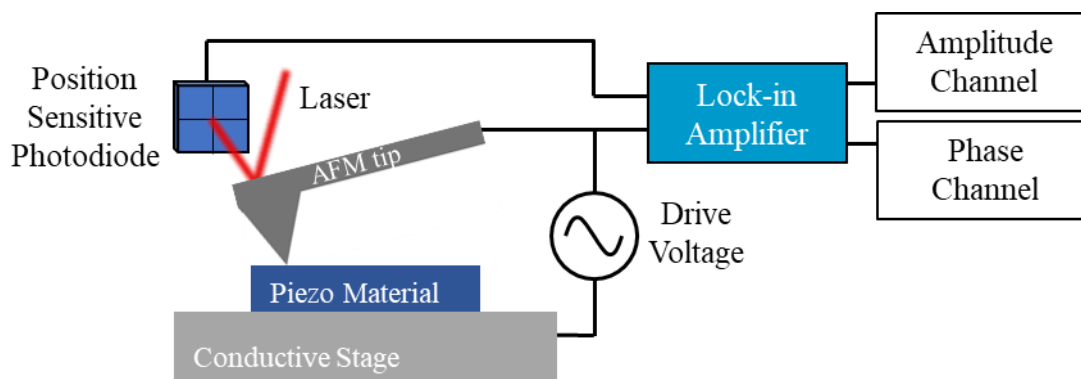 Position
Sensitive
Photodiode
Laser
AFM tip
Piezo Material
Conductive Stage
Drive
Voltage
Lock-in
Amplifier
Amplitude
Channel
Phase
Channel